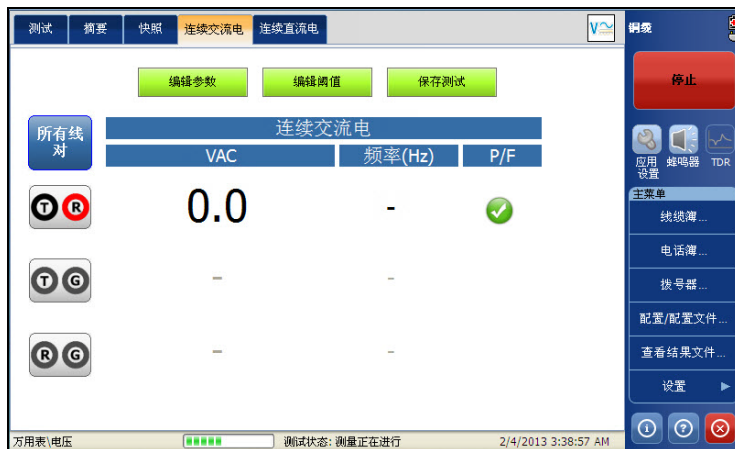 测试 摘要 快照 连续交流电 连续直流电 V
编辑参数 编辑阈值 保存测试
所有线对
连续交流电
VAC 频率(Hz) P/F
T R 0.0 -
T G - -
R G - -
万用表\电压 测试状态: 测量正在进行 2/4/2013 3:38:57 AM
铜缆
停止
应用设置 蜂鸣器 TDR
主菜单
线缆簿...
电话簿...
拨号器...
配置/配置文件...
查看结果文件...
设置